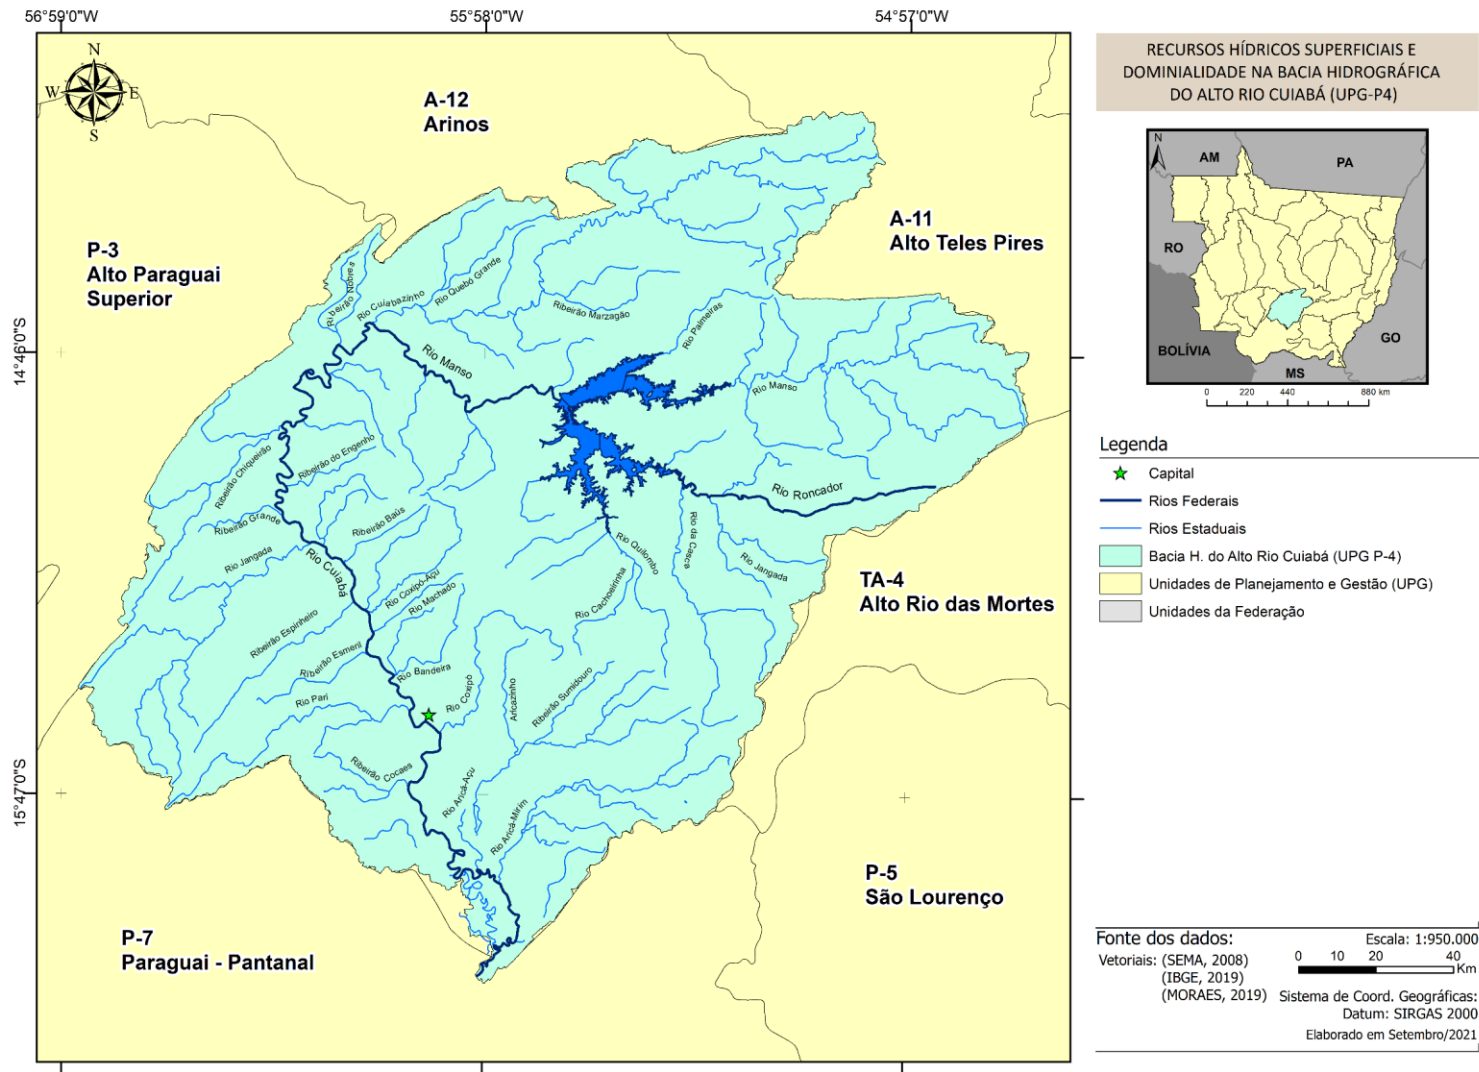 56°59'0"W
55°58'0"W
54°57'0"W
14°46'0"S
15°47'0"S
N
W
E
S
A-12
Arinos
A-11
Alto Teles Pires
P-3
Alto Paraguai
Superior
TA-4
Alto Rio das Mortes
P-5
São Lourenço
P-7
Paraguai - Pantanal
Ribeirão Nobres
Rio Cuiabazinho
Rio Quebó Grande
Ribeirão Marzagão
Rio Palmeiras
Rio Manso
Rio Manso
Rio Roncador
Ribeirão Chiqueirão
Ribeirão do Engenho
Ribeirão Grande
Ribeirão Baús
Rio Jangada
Rio Cuiabá
Rio Coxipó-Açu
Rio Machado
Rio Quilombo
Rio da Casca
Rio Jangada
Rio Cachoeirinha
Ribeirão Espinheiro
Ribeirão Esmeril
Rio Bandeira
Rio Pari
Rio Coxipó
Aricazinho
Ribeirão Sumidouro
Ribeirão Cocaes
Rio Aricá-Açu
Rio Aricá-Mirim
RECURSOS HÍDRICOS SUPERFICIAIS E
DOMINIALIDADE NA BACIA HIDROGRÁFICA
DO ALTO RIO CUIABÁ (UPG-P4)
N
AM
PA
RO
BOLÍVIA
GO
MS
0 220 440 880 km
Legenda
Capital
Rios Federais
Rios Estaduais
Bacia H. do Alto Rio Cuiabá (UPG P-4)
Unidades de Planejamento e Gestão (UPG)
Unidades da Federação
Fonte dos dados:
Vetoriais: (SEMA, 2008)
(IBGE, 2019)
(MORAES, 2019)
Escala: 1:950.000
0 10 20 40
Km
Sistema de Coord. Geográficas:
Datum: SIRGAS 2000
Elaborado em Setembro/2021